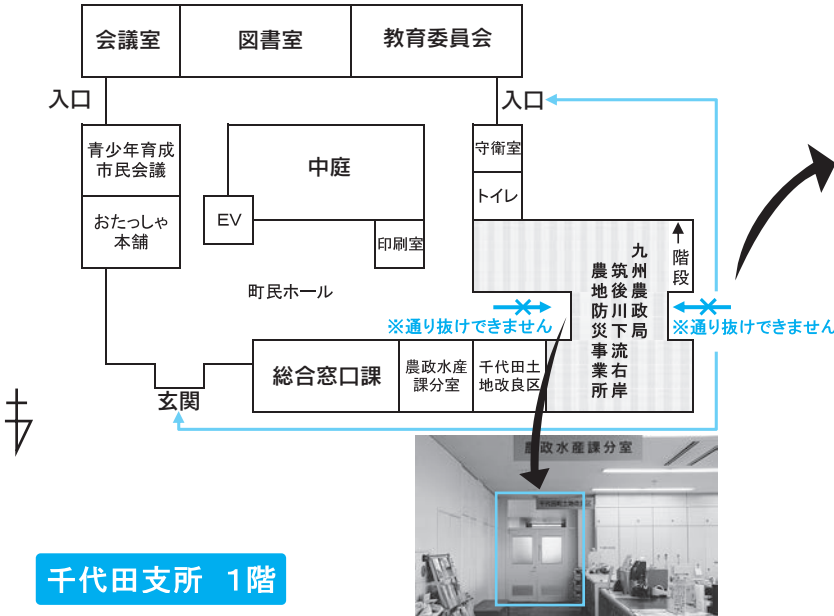 会議室
図書室
教育委員会
入口
入口
青少年育成
市民会議
中庭
守衛室
トイレ
おたっしゃ
本舗
EV
印刷室
階段
町民ホール
九州農政局
筑後川下流右岸
農地防災事業所
※通り抜けできません
※通り抜けできません
総合窓口課
農政水産
課分室
千代田土
地改良区
玄関
農政水産課分室
千代田支所 1階